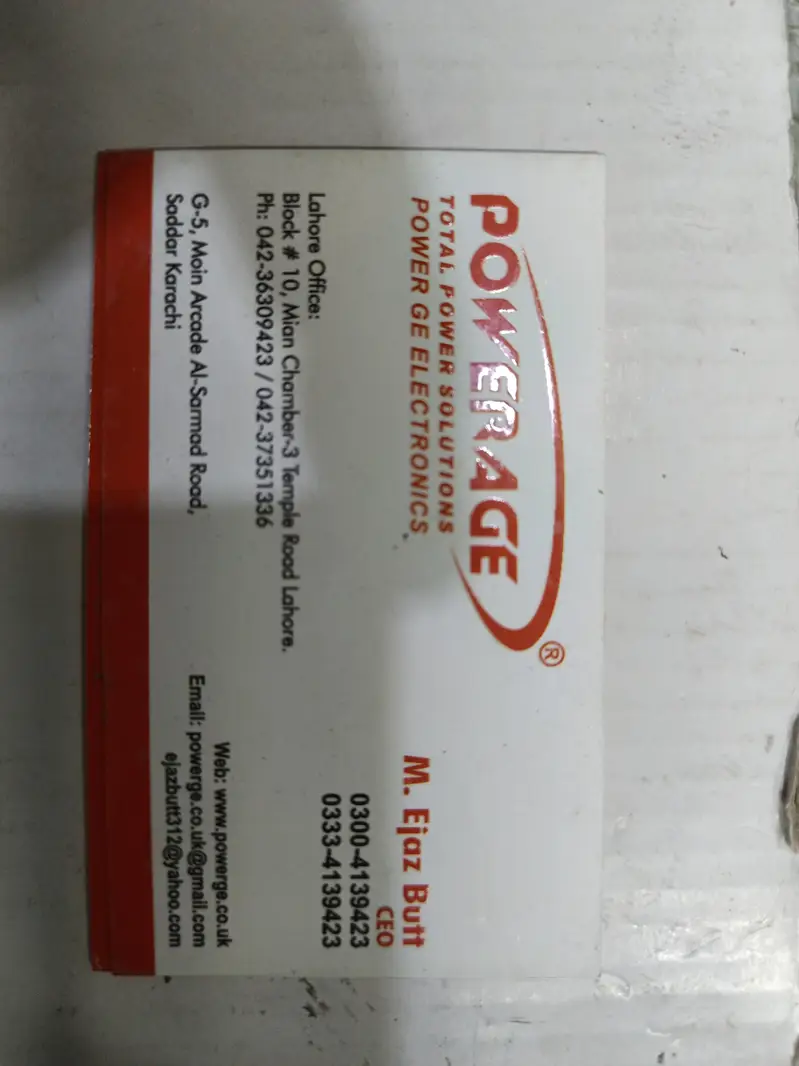 POWERAGE ®
TOTAL POWER SOLUTIONS
POWER GE ELECTRONICS
M. Ejaz Butt
CEO
0300-4139423
0333-4139423
Lahore Office:
Block # 10, Mian Chamber-3 Temple Road Lahore.
Ph: 042-36309423 / 042-37351336
G-5, Moin Arcade Al-Sarmad Road,
Saddar Karachi
Web: www.powerge.co.uk
Email: powerge.co.uk@gmail.com
ejazbutt312@yahoo.com